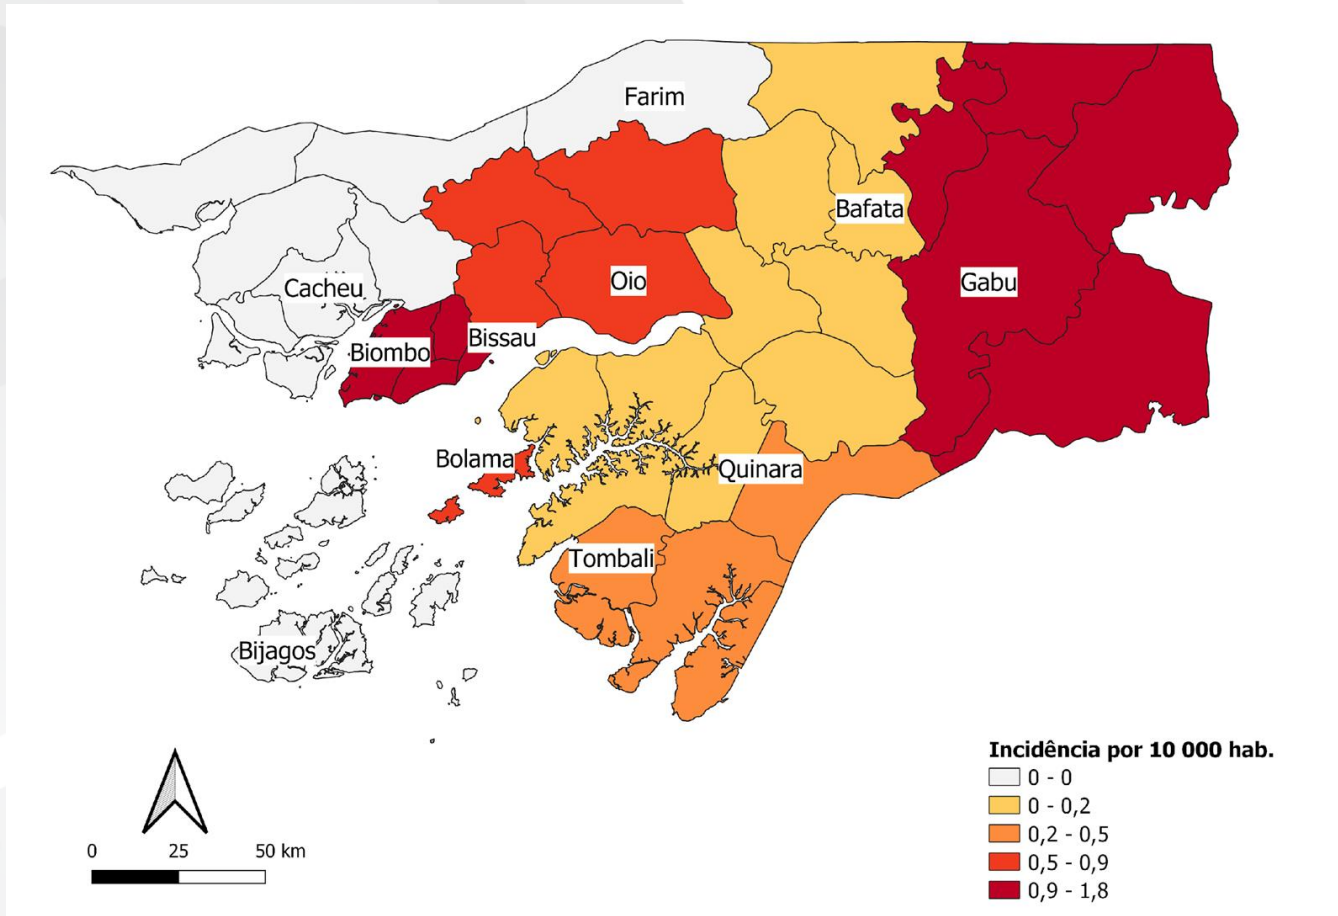 Farim
Bafata
Oio
Gabu
Cacheu
Bissau
Biombo
Bolama
Quinara
Tombali
Bijagos
Incidência por 10 000 hab.
0 - 0
0 - 0,2
0,2 - 0,5
0,5 - 0,9
0,9 - 1,8
0 25 50 km